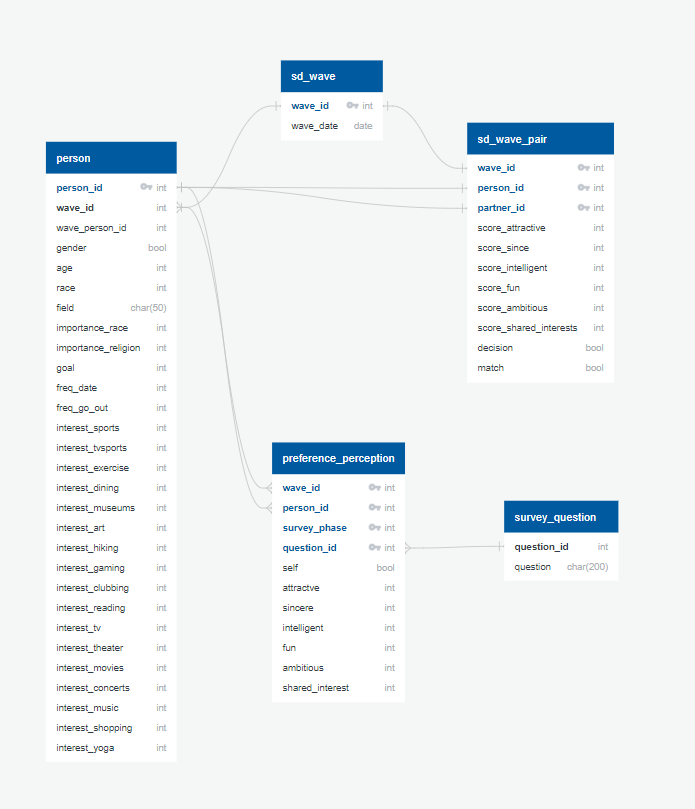 sd_wave
wave_id int
wave_date date
sd_wave_pair
wave_id int
person_id int
partner_id int
score_attractive int
score_since int
score_intelligent int
score_fun int
score_ambitious int
score_shared_interests int
decision bool
match bool
person
person_id int
wave_id int
wave_person_id int
gender bool
age int
race int
field char(50)
importance_race int
importance_religion int
goal int
freq_date int
freq_go_out int
interest_sports int
interest_tvsports int
interest_exercise int
interest_dining int
interest_museums int
interest_art int
interest_hiking int
interest_gaming int
interest_clubbing int
interest_reading int
interest_tv int
interest_theater int
interest_movies int
interest_concerts int
interest_music int
interest_shopping int
interest_yoga int
preference_perception
wave_id int
person_id int
survey_phase int
question_id int
self bool
attractve int
sincere int
intelligent int
fun int
ambitious int
shared_interest int
survey_question
question_id int
question char(200)